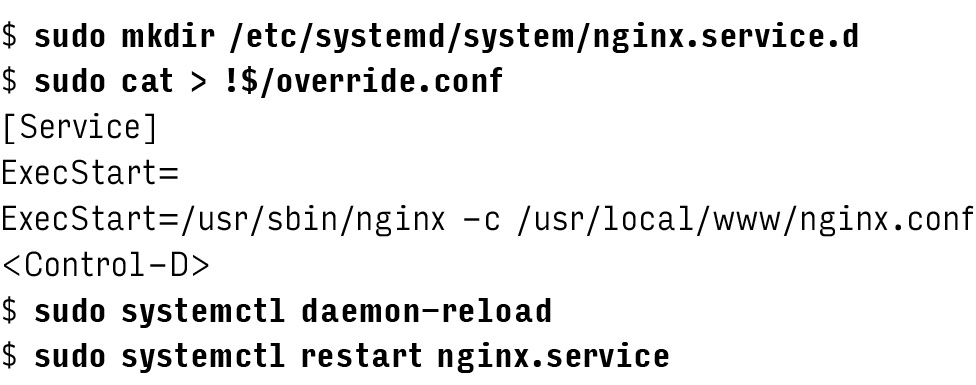 $ sudo mkdir /etc/systemd/system/nginx.service.d
$ sudo cat > !$/override.conf
[Service]
ExecStart=
ExecStart=/usr/sbin/nginx -c /usr/local/www/nginx.conf
<Control-D>
$ sudo systemctl daemon-reload
$ sudo systemctl restart nginx.service